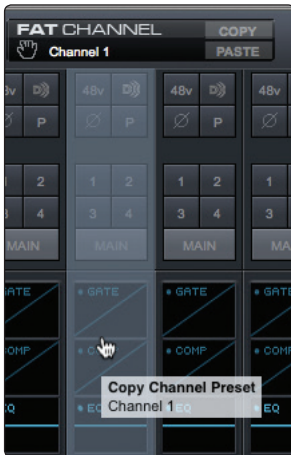 FAT CHANNEL COPY
Channel 1 PASTE
48v 48v 48v
Ø P Ø P Ø
1 2 1 2 1
2 3 4 3 4 3
4
MAIN MAIN MAIN
GATE GATE GATE GATE
COMP COMP COMP
Copy Channel Preset
Channel 1
EQ EQ EQ EQ